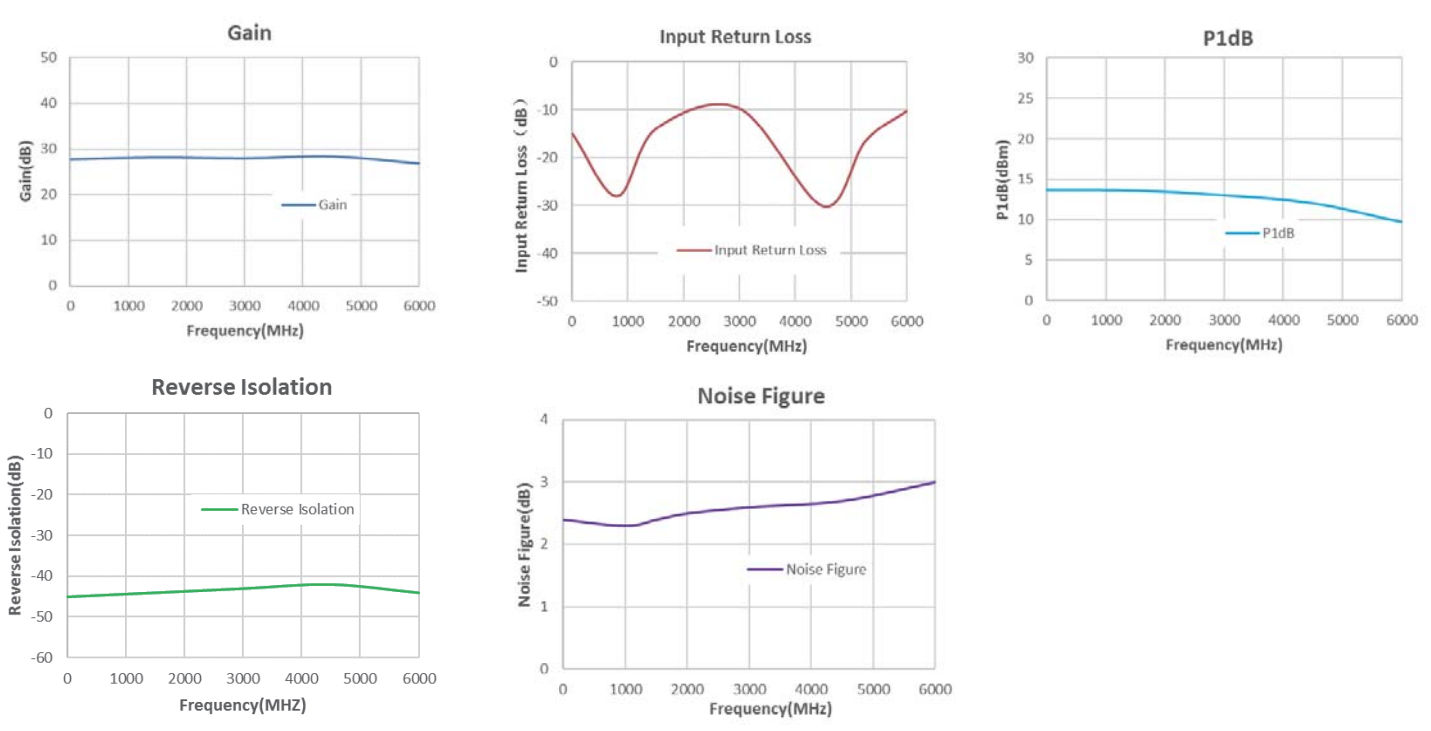 Gain
50
40
30
20
10
0
Gain(dB)
Gain
0 1000 2000 3000 4000 5000 6000
Frequency(MHz)
Input Return Loss
0
-10
-20
-30
-40
-50
Input Return Loss（dB）
Input Return Loss
0 1000 2000 3000 4000 5000 6000
Frequency(MHz)
P1dB
30
25
20
15
10
5
0
P1dB(dBm)
P1dB
0 1000 2000 3000 4000 5000 6000
Frequency(MHz)
Reverse Isolation
0
-10
-20
-30
-40
-50
-60
Reverse Isolation(dB)
Reverse Isolation
0 1000 2000 3000 4000 5000 6000
Frequency(MHZ)
Noise Figure
4
3
2
1
0
Noise Figure(dB)
Noise Figure
0 1000 2000 3000 4000 5000 6000
Frequency(MHz)